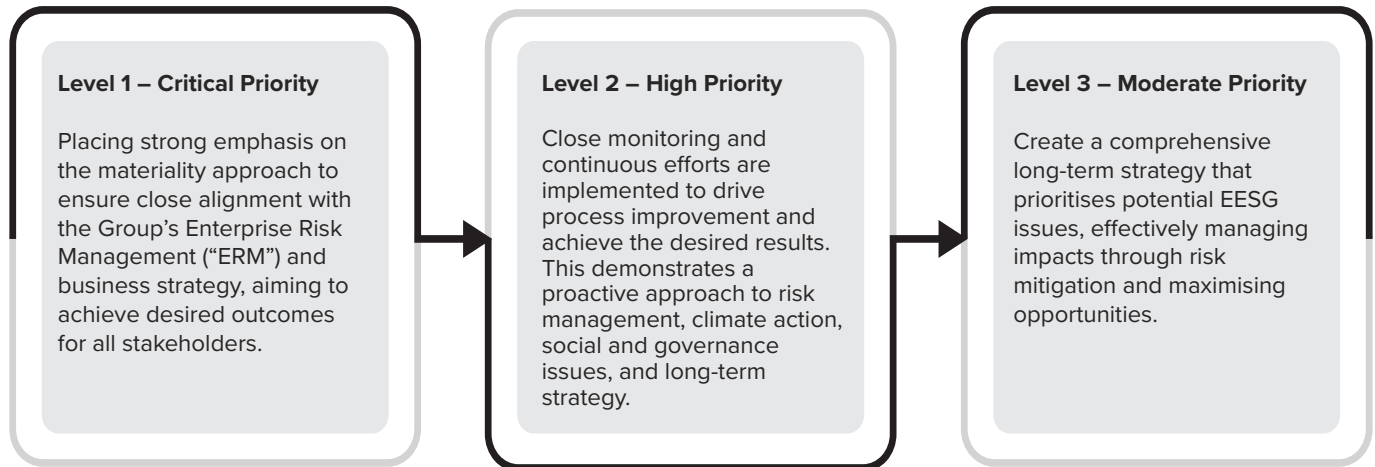 Level 1 – Critical Priority
Placing strong emphasis on
the materiality approach to
ensure close alignment with
the Group’s Enterprise Risk
Management (“ERM”) and
business strategy, aiming to
achieve desired outcomes
for all stakeholders.
Level 2 – High Priority
Close monitoring and
continuous efforts are
implemented to drive
process improvement and
achieve the desired results.
This demonstrates a
proactive approach to risk
management, climate action,
social and governance
issues, and long-term
strategy.
Level 3 – Moderate Priority
Create a comprehensive
long-term strategy that
prioritises potential EESG
issues, effectively managing
impacts through risk
mitigation and maximising
opportunities.